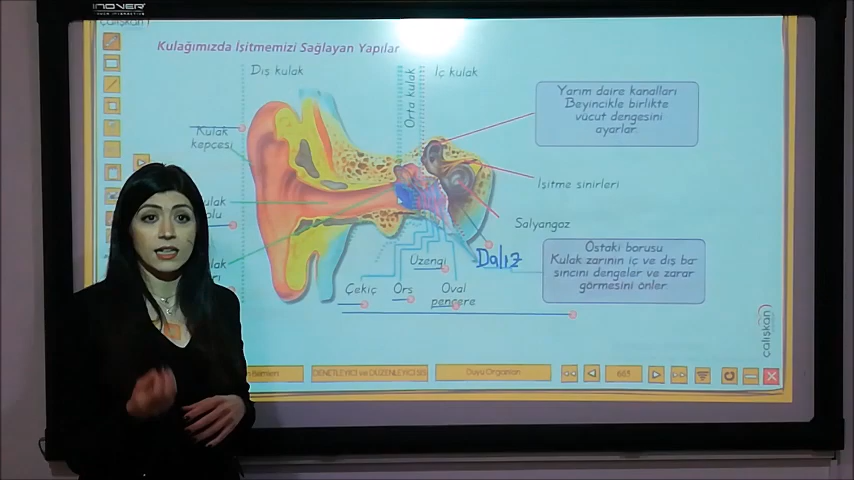 INOVER
çalışkan
Kulağımızda İşitmemizi Sağlayan Yapılar
Dış kulak
Orta kulak
İç kulak
Yarım daire kanalları
Beyincikle birlikte
vücut dengesini
ayarlar.
Kulak
kepçesi
İşitme sinirleri
Salyangoz
Dalız
Östaki borusu
Kulak zarının iç ve dış ba-
sıncını dengeler ve zarar
görmesini önler.
Üzengi
Çekiç
Örs
Oval
pencere
çalışkan
DENETLEYİCİ ve DÜZENLEYİCİ SİS
Duyu Organları
663